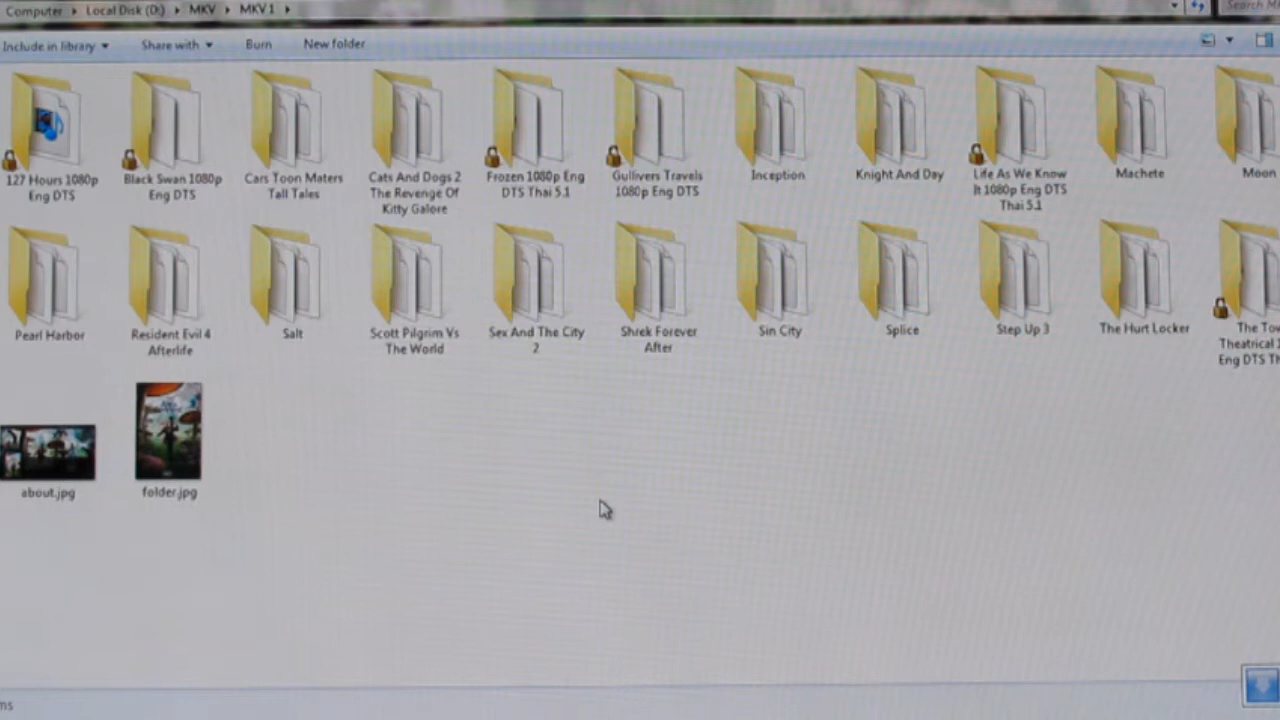 Computer ▸ Local Disk (D:) ▸ MKV ▸ MKV1 ▸
Search M
Include in library Share with Burn New folder
127 Hours 1080p
Eng DTS
Black Swan 1080p
Eng DTS
Cars Toon Maters
Tall Tales
Cats And Dogs 2
The Revenge Of
Kitty Galore
Frozen 1080p Eng
DTS Thai 5.1
Gullivers Travels
1080p Eng DTS
Inception
Knight And Day
Life As We Know
It 1080p Eng DTS
Thai 5.1
Machete
Moon
Pearl Harbor
Resident Evil 4
Afterlife
Salt
Scott Pilgrim Vs
The World
Sex And The City
2
Shrek Forever
After
Sin City
Splice
Step Up 3
The Hurt Locker
The To
Theatrical 1
Eng DTS Th
about.jpg
folder.jpg
ms